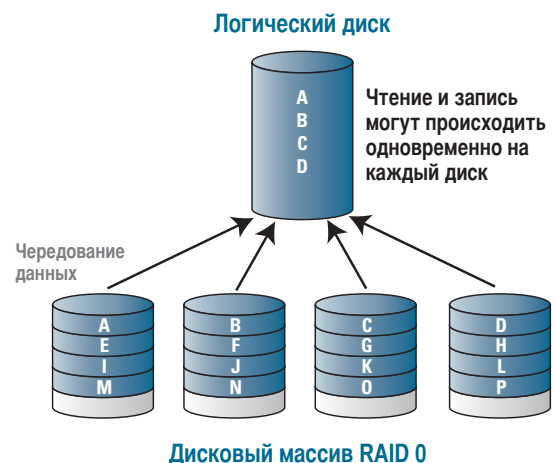 Логический диск
A
B
C
D
Чтение и запись
могут происходить
одновременно на
каждый диск
Чередование
данных
A
E
I
M
B
F
J
N
C
G
K
O
D
H
L
P
Дисковый массив RAID 0